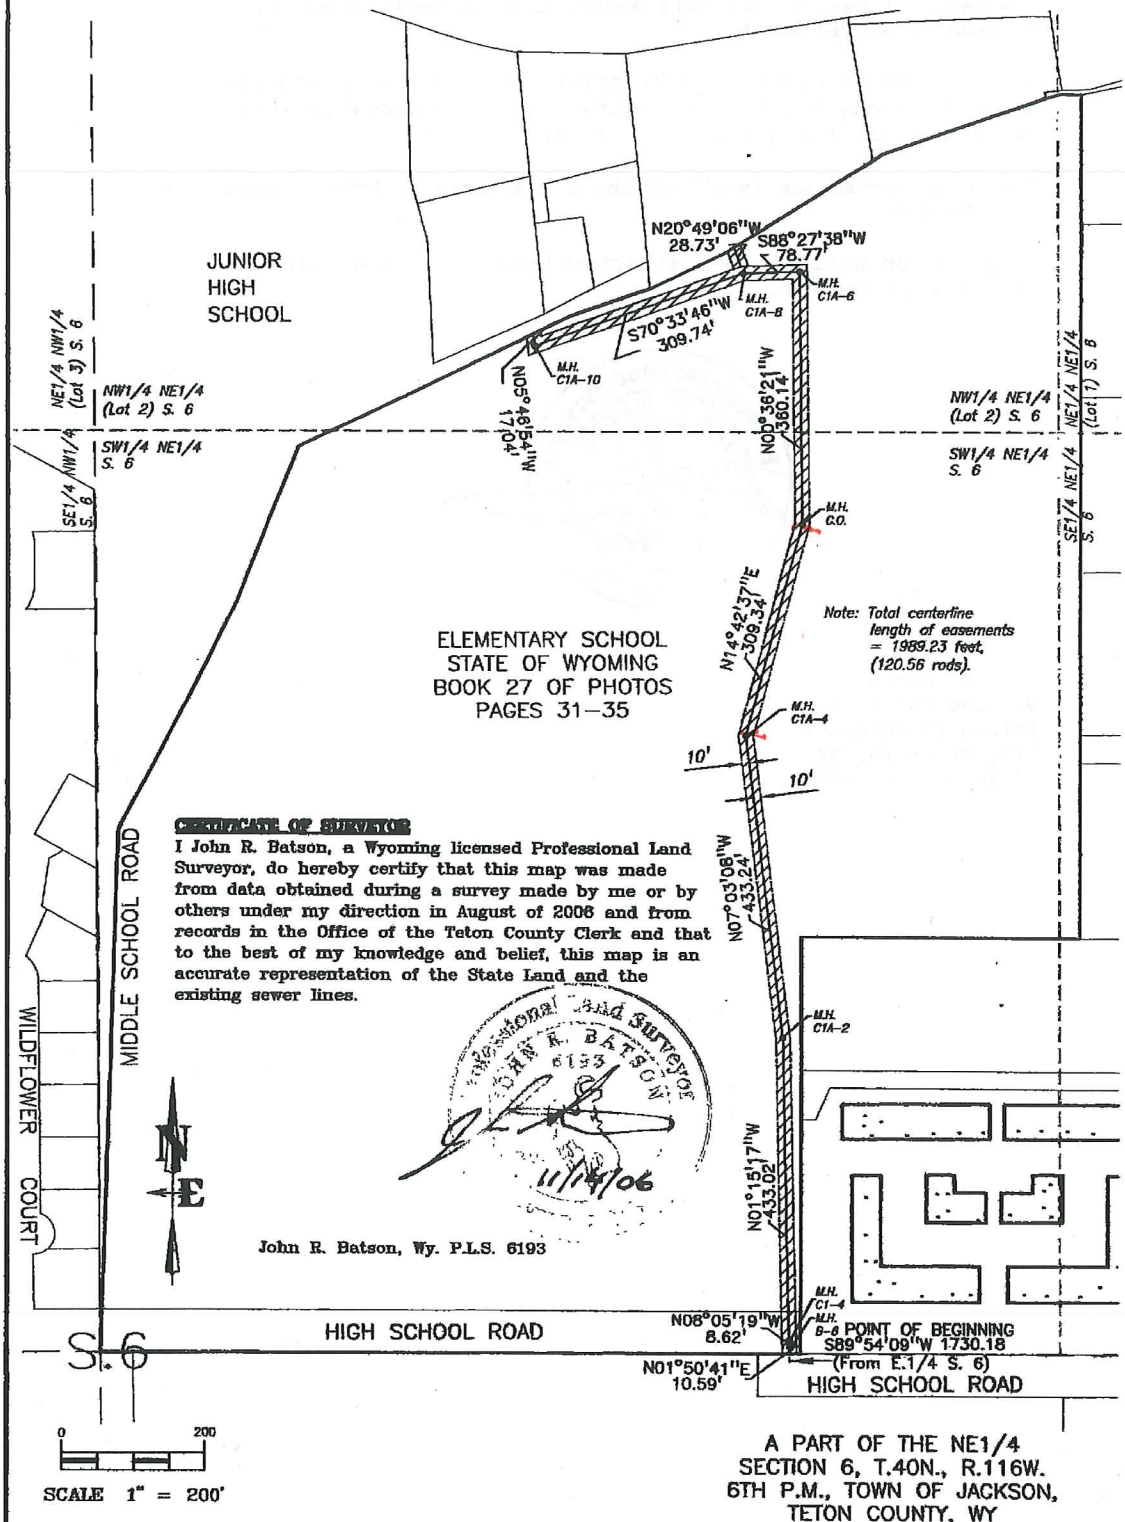 JUNIOR
HIGH
SCHOOL
N20°49'06"W
28.73'
S88°27'38"W
78.77'
M.H.
C1A-6
M.H.
C1A-8
S70°33'46"W
309.74'
M.H.
C1A-10
N05°46'54"W
17.04'
N00°36'21"W
360.14'
NE1/4 NW1/4
(Lot 3) S. 6
NW1/4 NE1/4
(Lot 2) S. 6
SW1/4 NE1/4
S. 6
SE1/4 NW1/4
S. 6
NW1/4 NE1/4
(Lot 2) S. 6
SW1/4 NE1/4
S. 6
NE1/4 NE1/4
(Lot 1) S. 6
SE1/4 NE1/4
S. 6
M.H.
C.O.
N14°42'37"E
309.34'
Note: Total centerline
length of easements
= 1989.23 feet,
(120.56 rods).
ELEMENTARY SCHOOL
STATE OF WYOMING
BOOK 27 OF PHOTOS
PAGES 31-35
M.H.
C1A-4
10'
10'
N07°03'08"W
433.24'
CERTIFICATE OF SURVEYOR
I John R. Batson, a Wyoming licensed Professional Land
Surveyor, do hereby certify that this map was made
from data obtained during a survey made by me or by
others under my direction in August of 2006 and from
records in the Office of the Teton County Clerk and that
to the best of my knowledge and belief, this map is an
accurate representation of the State Land and the
existing sewer lines.
MIDDLE SCHOOL ROAD
WILDFLOWER COURT
M.H.
C1A-2
Professional Land Surveyor
JOHN R. BATSON
6193
11/14/06
N
E
John R. Batson, Wy. P.L.S. 6193
N01°15'17"W
433.02'
M.H.
C1-4
M.H.
B-8
N08°05'19"W
8.62'
POINT OF BEGINNING
S89°54'09"W 1730.18
(From E.1/4 S. 6)
HIGH SCHOOL ROAD
N01°50'41"E
10.59'
HIGH SCHOOL ROAD
S. 6
0 200
SCALE 1" = 200'
A PART OF THE NE1/4
SECTION 6, T.40N., R.116W.
6TH P.M., TOWN OF JACKSON,
TETON COUNTY, WY